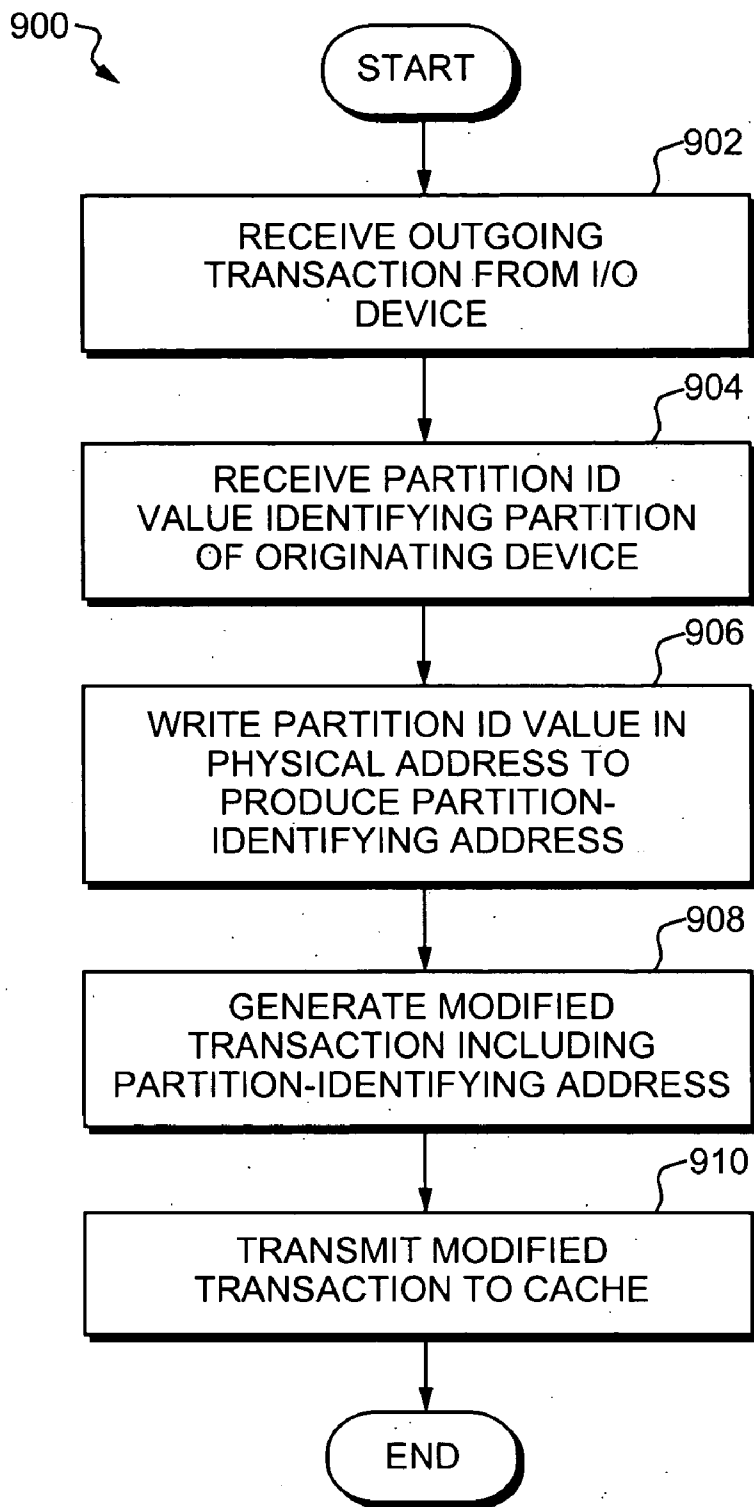 900
START
902
RECEIVE OUTGOING
TRANSACTION FROM I/O
DEVICE
904
RECEIVE PARTITION ID
VALUE IDENTIFYING PARTITION
OF ORIGINATING DEVICE
906
WRITE PARTITION ID VALUE IN
PHYSICAL ADDRESS TO
PRODUCE PARTITION-
IDENTIFYING ADDRESS
908
GENERATE MODIFIED
TRANSACTION INCLUDING
PARTITION-IDENTIFYING ADDRESS
910
TRANSMIT MODIFIED
TRANSACTION TO CACHE
END